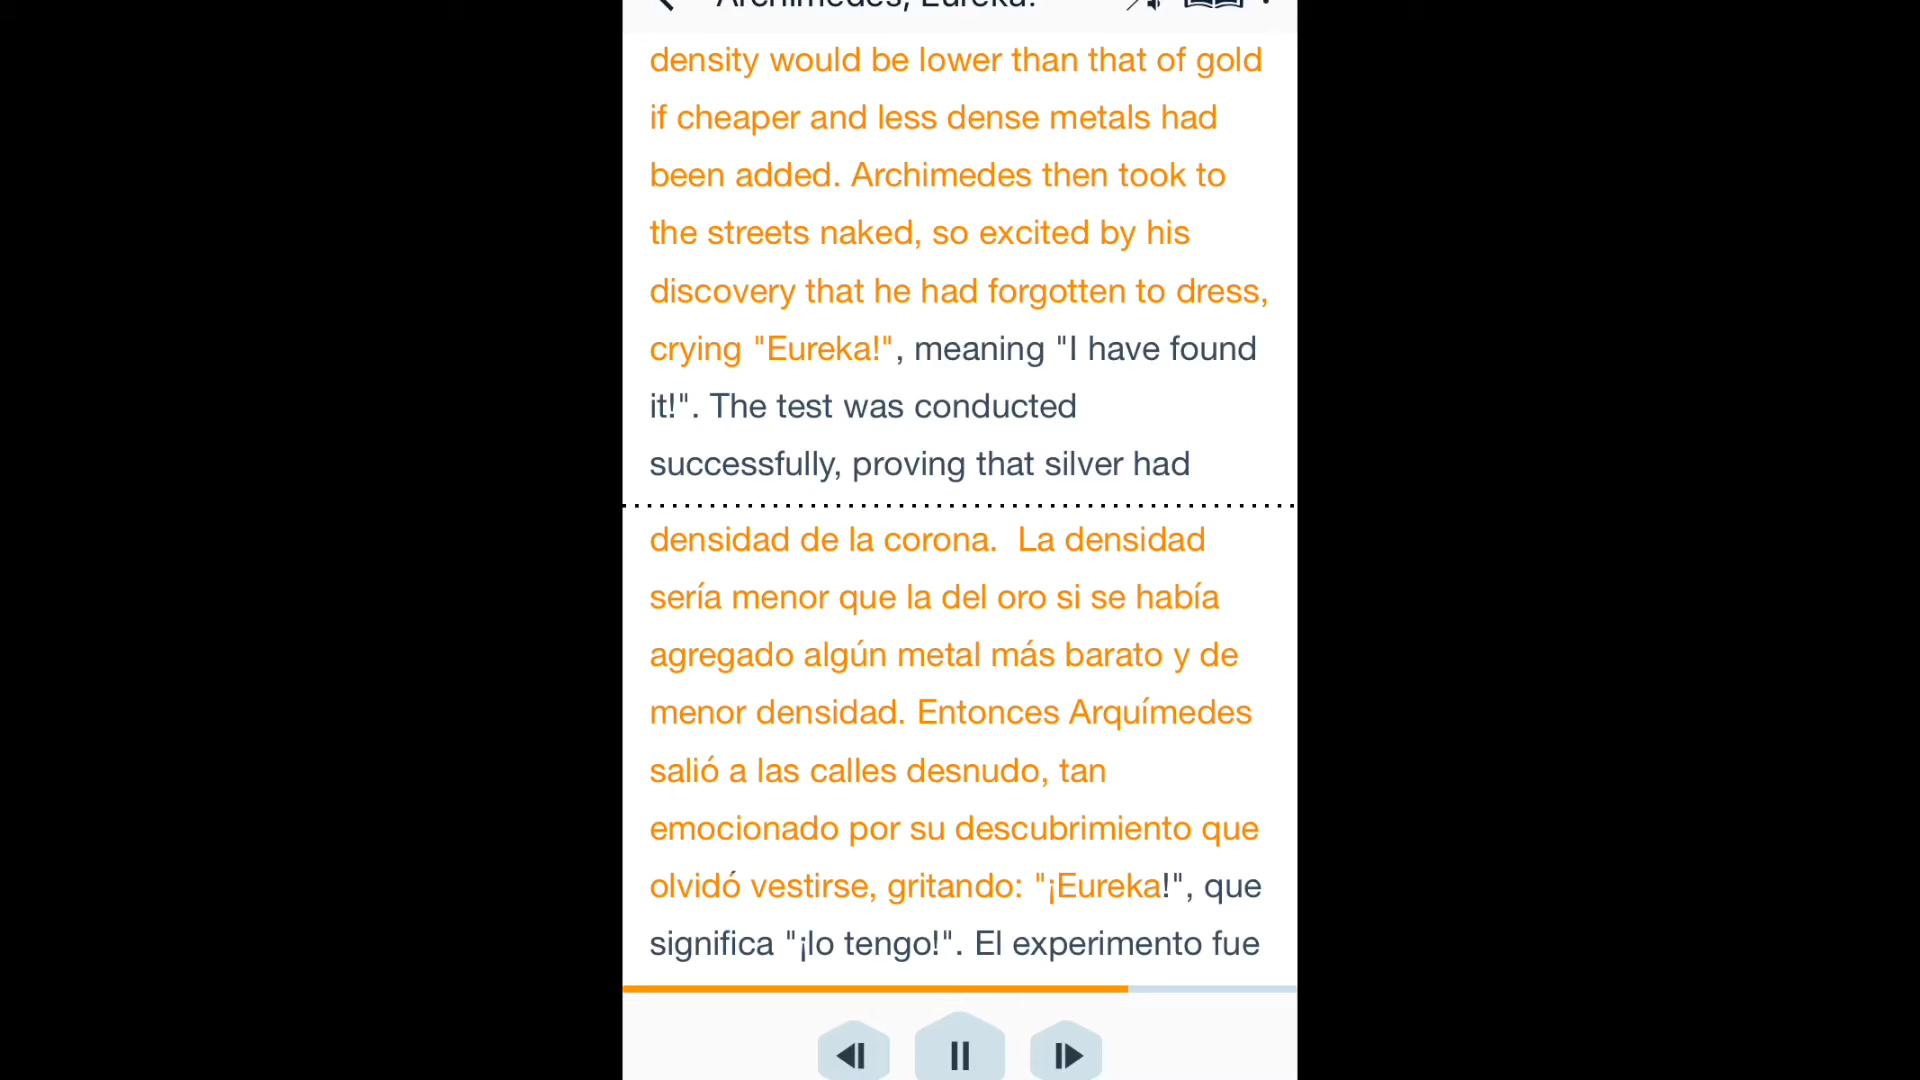 Archimedes, Eureka!
density would be lower than that of gold
if cheaper and less dense metals had
been added. Archimedes then took to
the streets naked, so excited by his
discovery that he had forgotten to dress,
crying "Eureka!", meaning "I have found
it!". The test was conducted
successfully, proving that silver had
densidad de la corona.  La densidad
sería menor que la del oro si se había
agregado algún metal más barato y de
menor densidad. Entonces Arquímedes
salió a las calles desnudo, tan
emocionado por su descubrimiento que
olvidó vestirse, gritando: "¡Eureka!", que
significa "¡lo tengo!". El experimento fue